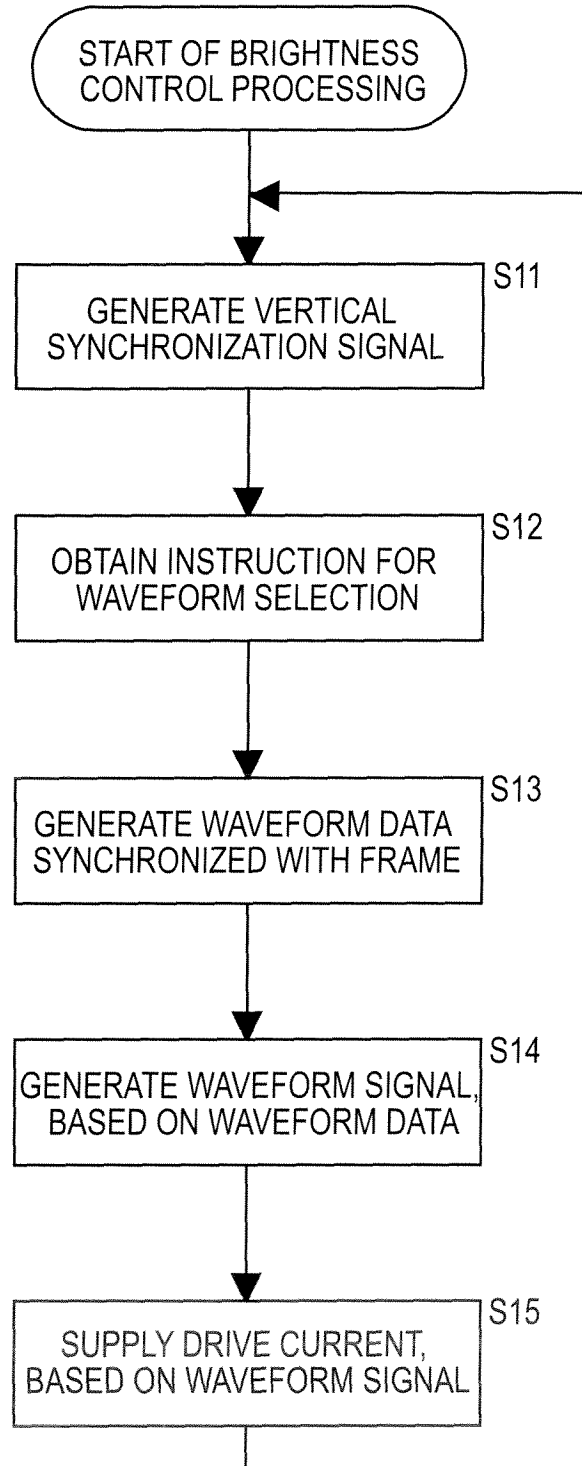 START OF BRIGHTNESS
CONTROL PROCESSING
S11
GENERATE VERTICAL
SYNCHRONIZATION SIGNAL
S12
OBTAIN INSTRUCTION FOR
WAVEFORM SELECTION
S13
GENERATE WAVEFORM DATA
SYNCHRONIZED WITH FRAME
S14
GENERATE WAVEFORM SIGNAL,
BASED ON WAVEFORM DATA
S15
SUPPLY DRIVE CURRENT,
BASED ON WAVEFORM SIGNAL